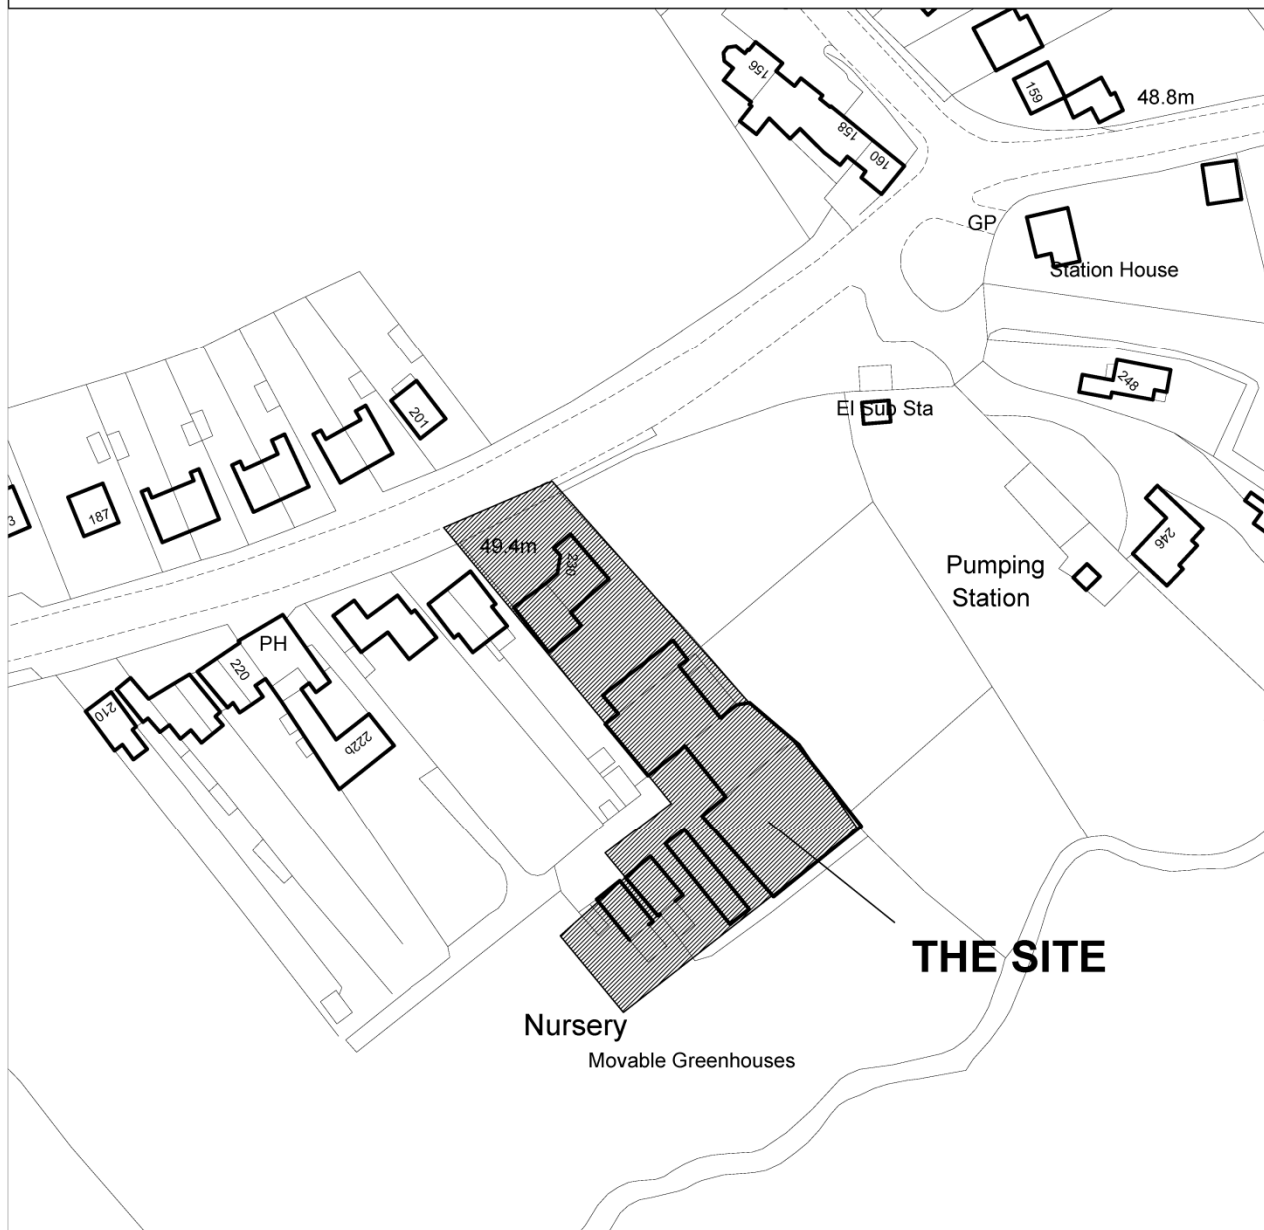 156
159
48.8m
158
160
GP
Station House
248
El Sub Sta
201
187
3
49.4m
230
246
Pumping
Station
PH
220
210
222b
THE SITE
Nursery
Movable Greenhouses